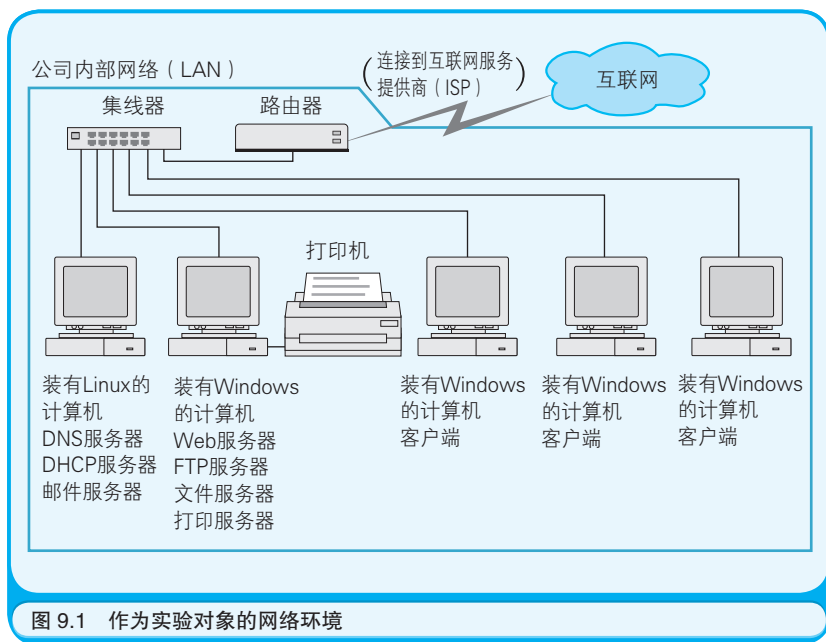 公司内部网络（LAN）
（连接到互联网服务
提供商（ISP））
互联网
集线器
路由器
打印机
装有Linux的
计算机
DNS服务器
DHCP服务器
邮件服务器
装有Windows
的计算机
Web服务器
FTP服务器
文件服务器
打印服务器
装有Windows
的计算机
客户端
装有Windows
的计算机
客户端
装有Windows
的计算机
客户端
图 9.1 作为实验对象的网络环境